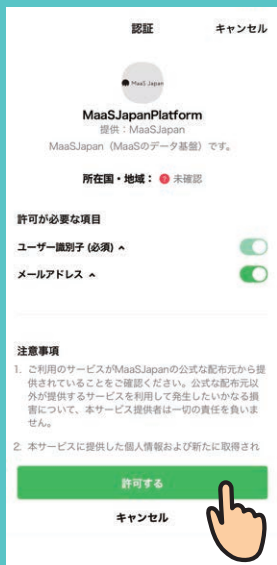 認証
キャンセル
MaaS Japan
MaaSJapanPlatform
提供：MaaSJapan
MaaSJapan（MaaSのデータ基盤）です。
所在国・地域： 未確認
許可が必要な項目
ユーザー識別子 (必須)
メールアドレス
注意事項
1. ご利用のサービスがMaaSJapanの公式な配布元から提
供されていることをご確認ください。公式な配布元以
外が提供するサービスを利用して発生したいかなる損
害について、本サービス提供者は一切の責任を負いま
せん。
2. 本サービスに提供した個人情報および新たに取得され
許可する
キャンセル